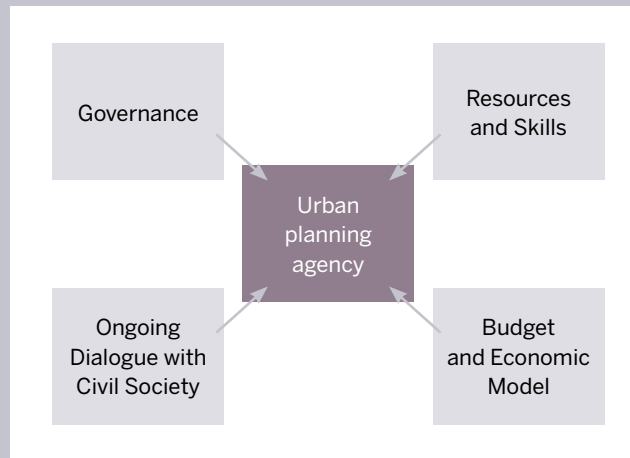 Governance
Resources
and Skills
Urban
planning
agency
Ongoing
Dialogue with
Civil Society
Budget
and Economic
Model